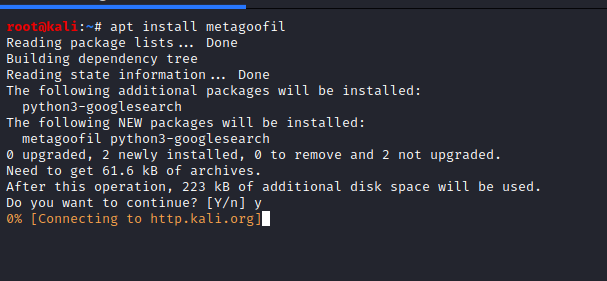 root@kali:~# apt install metagoofil
Reading package lists... Done
Building dependency tree
Reading state information... Done
The following additional packages will be installed:
  python3-googlesearch
The following NEW packages will be installed:
  metagoofil python3-googlesearch
0 upgraded, 2 newly installed, 0 to remove and 2 not upgraded.
Need to get 61.6 kB of archives.
After this operation, 223 kB of additional disk space will be used.
Do you want to continue? [Y/n] y
0% [Connecting to http.kali.org]